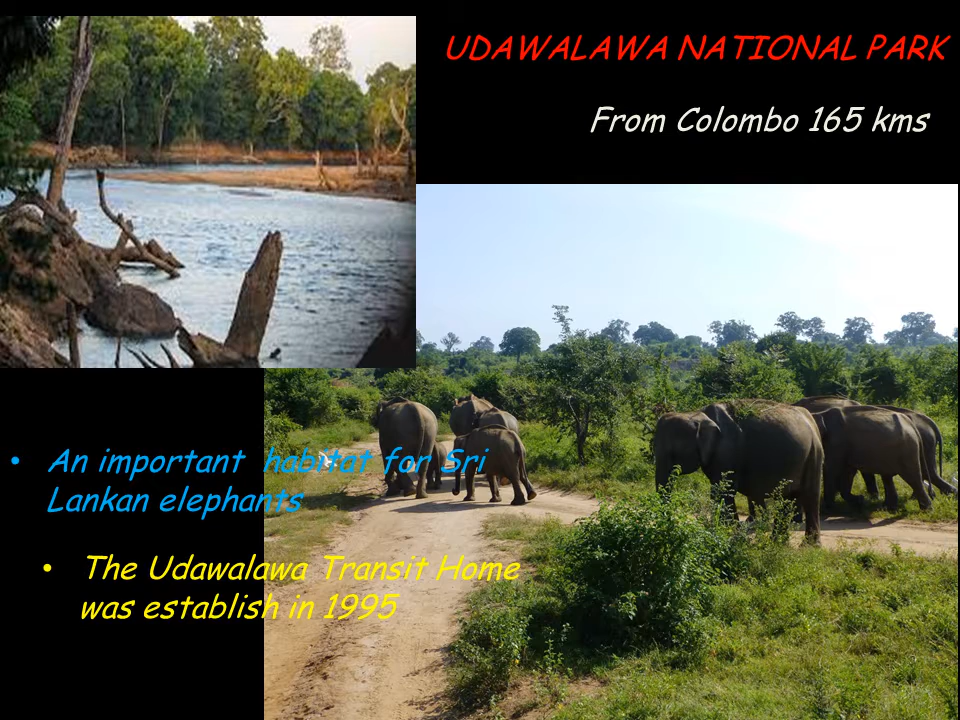 UDAWALAWA NATIONAL PARK
From Colombo 165 kms
• An important habitat for Sri
Lankan elephants
• The Udawalawa Transit Home
was establish in 1995